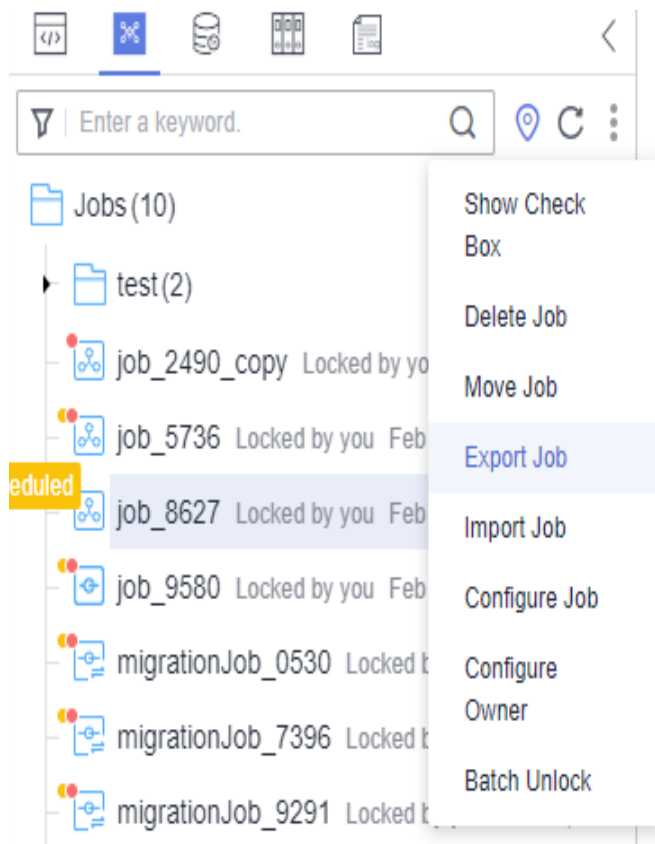 Enter a keyword.
Jobs (10)
test (2)
job_2490_copy Locked by yo
job_5736 Locked by you Feb
eduled
job_8627 Locked by you Feb
job_9580 Locked by you Feb
migrationJob_0530 Locked b
migrationJob_7396 Locked b
migrationJob_9291 Locked b
Show Check
Box
Delete Job
Move Job
Export Job
Import Job
Configure Job
Configure
Owner
Batch Unlock